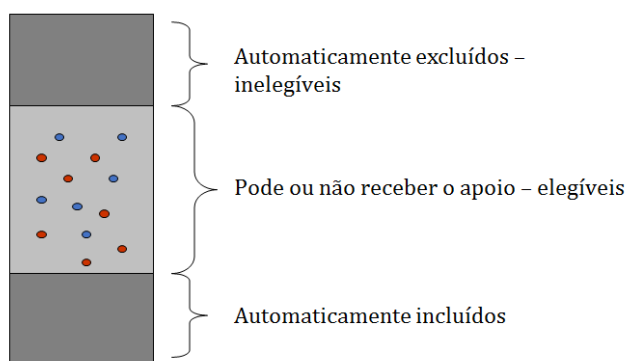 Automaticamente excluídos –
inelegíveis
Pode ou não receber o apoio – elegíveis
Automaticamente incluídos